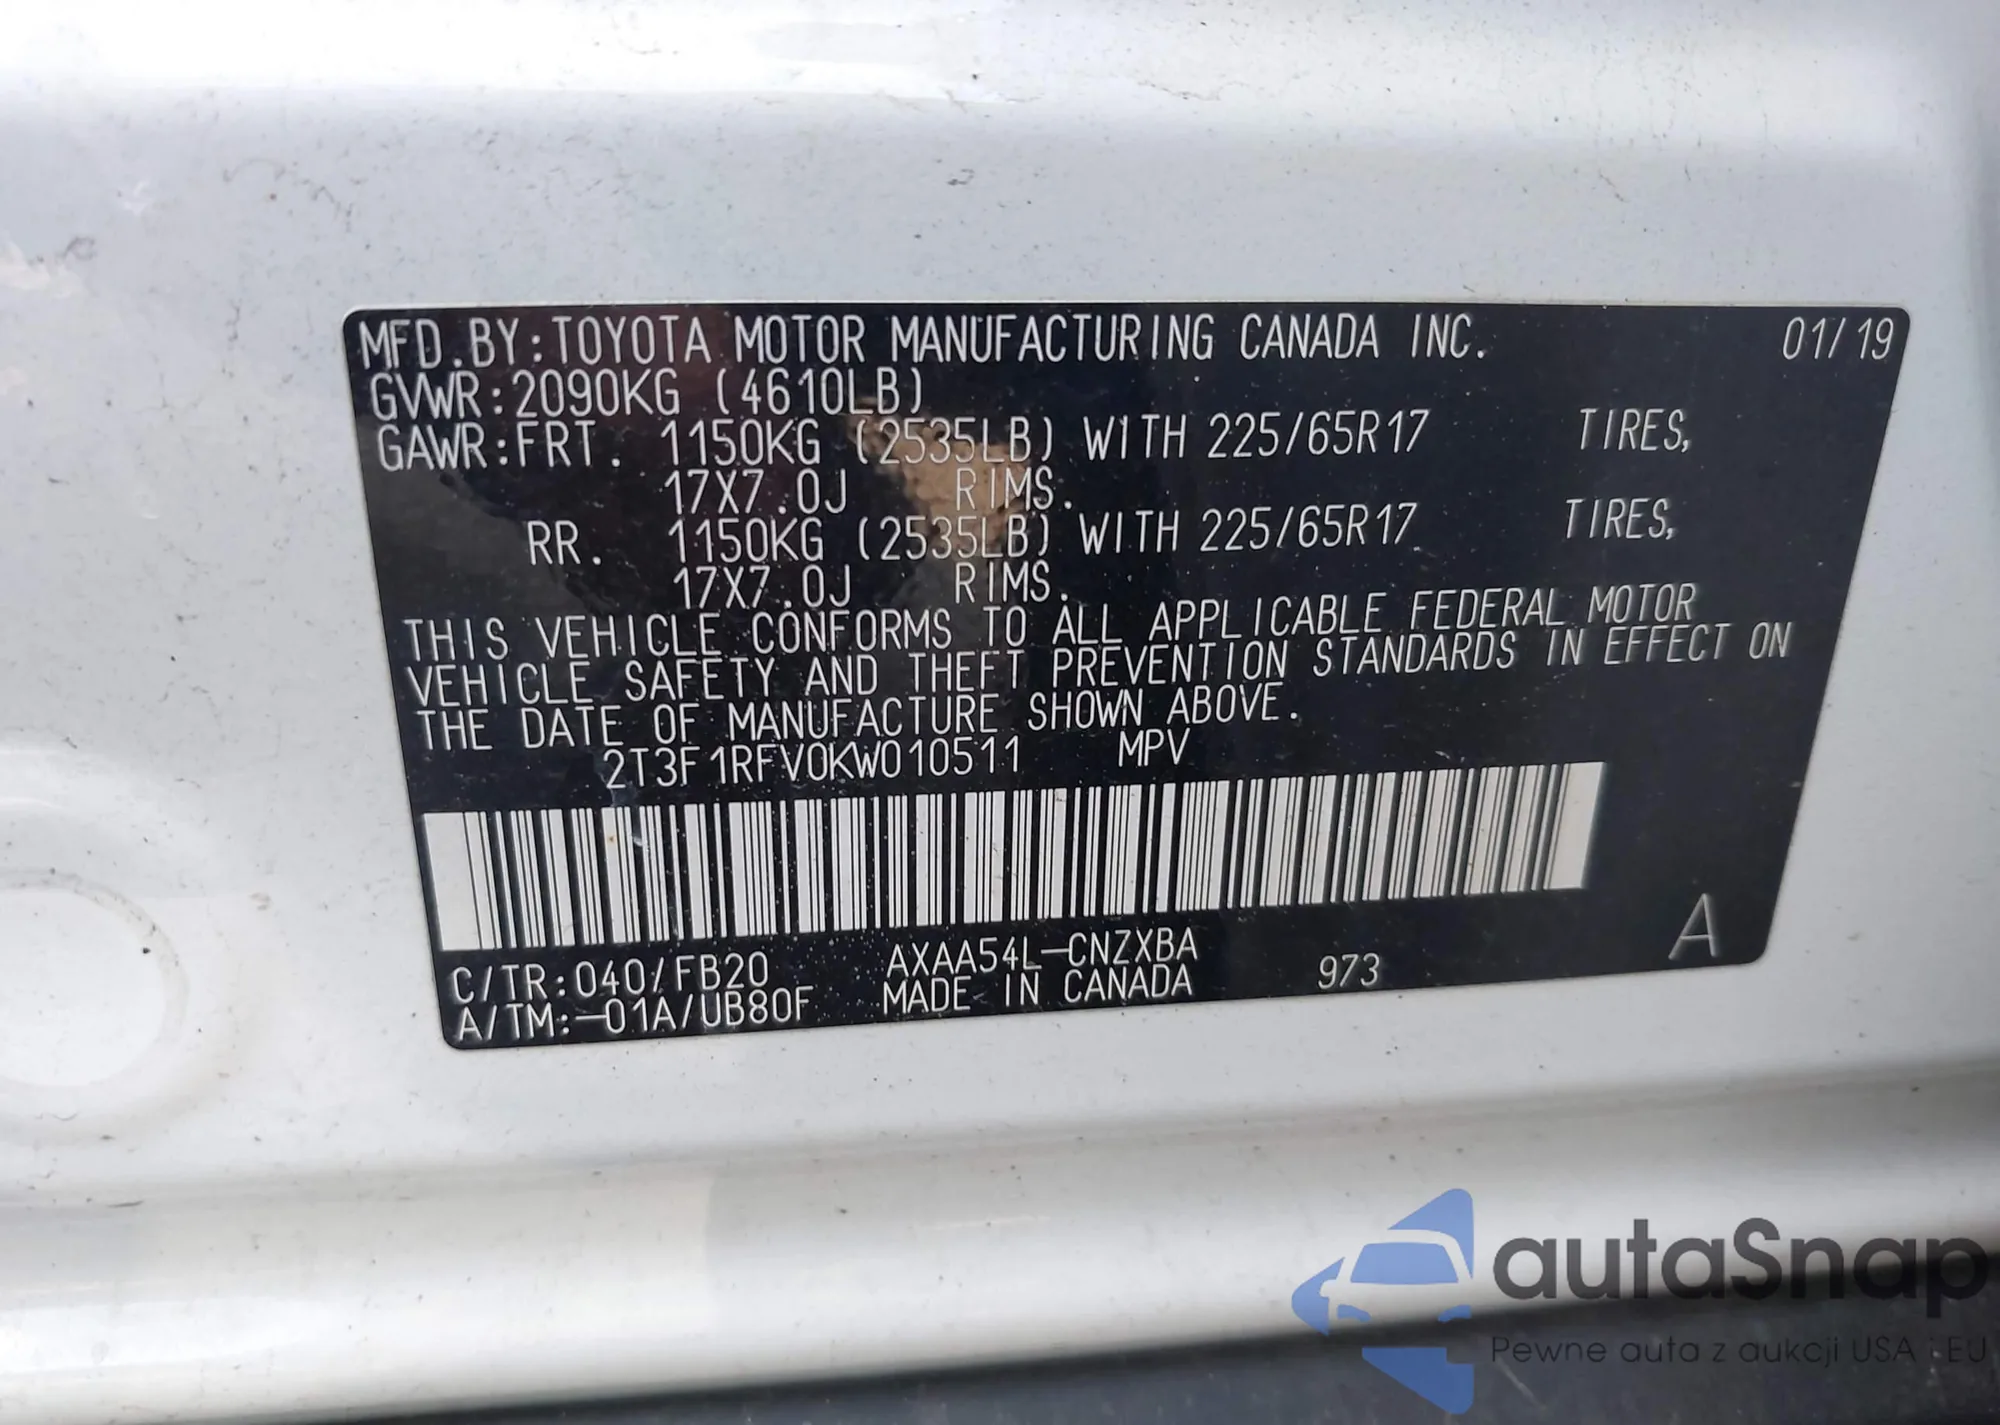 MFD.BY:TOYOTA MOTOR MANUFACTURING CANADA INC. 01/19
GVWR:2090KG (4610LB)
GAWR:FRT. 1150KG (2535LB) WITH 225/65R17 TIRES,
17X7.0J RIMS.
RR. 1150KG (2535LB) WITH 225/65R17 TIRES,
17X7.0J RIMS.
THIS VEHICLE CONFORMS TO ALL APPLICABLE FEDERAL MOTOR
VEHICLE SAFETY AND THEFT PREVENTION STANDARDS IN EFFECT ON
THE DATE OF MANUFACTURE SHOWN ABOVE.
2T3F1RFV0KW010511 MPV
C/TR:040/FB20 AXAA54L-CNZXBA 973 A
A/TM:-01A/UB80F MADE IN CANADA
autaSnap
Pewne auta z aukcji USA i EU